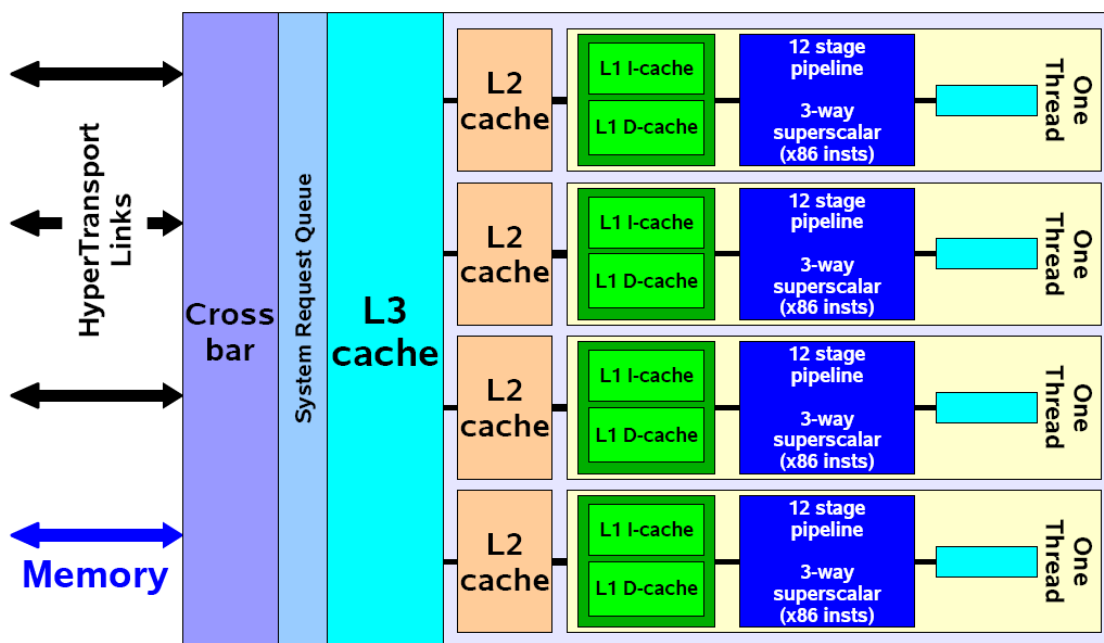 HyperTransport
Links
Memory
Cross
bar
System Request Queue
L3
cache
L2
cache
L1 I-cache
L1 D-cache
12 stage
pipeline
3-way
superscalar
(x86 insts)
One
Thread
L2
cache
L1 I-cache
L1 D-cache
12 stage
pipeline
3-way
superscalar
(x86 insts)
One
Thread
L2
cache
L1 I-cache
L1 D-cache
12 stage
pipeline
3-way
superscalar
(x86 insts)
One
Thread
L2
cache
L1 I-cache
L1 D-cache
12 stage
pipeline
3-way
superscalar
(x86 insts)
One
Thread